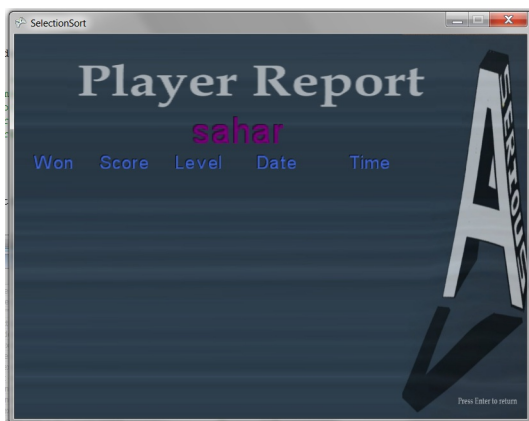 SelectionSort
Player Report
sahar
Won Score Level Date Time
A
SERIOUS
Press Enter to return